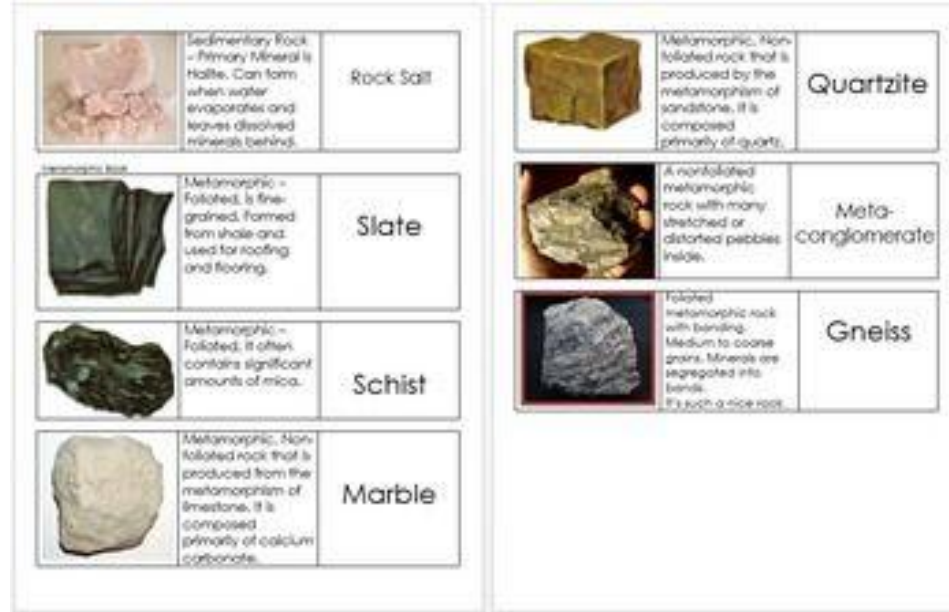 Sedimentary Rock
– Primary Mineral is
Halite. Can form
when water
evaporates and
leaves dissolved
minerals behind.
Rock Salt
Metamorphic Rock
Metamorphic –
Foliated, is fine-
grained. Formed
from shale and
used for roofing
and flooring.
Slate
Metamorphic –
Foliated, it often
contains significant
amounts of mica.
Schist
Metamorphic, Non-
foliated rock that is
produced from the
metamorphism of
limestone. It is
composed
primarily of calcium
carbonate.
Marble
Metamorphic, Non-
foliated rock that is
produced by the
metamorphism of
sandstone. It is
composed
primarily of quartz.
Quartzite
A nonfoliated
metamorphic
rock with many
stretched or
distorted pebbles
inside.
Meta-
conglomerate
Foliated
metamorphic rock
with banding.
Medium to coarse
grains. Minerals are
segregated into
bands.
It's such a nice rock.
Gneiss